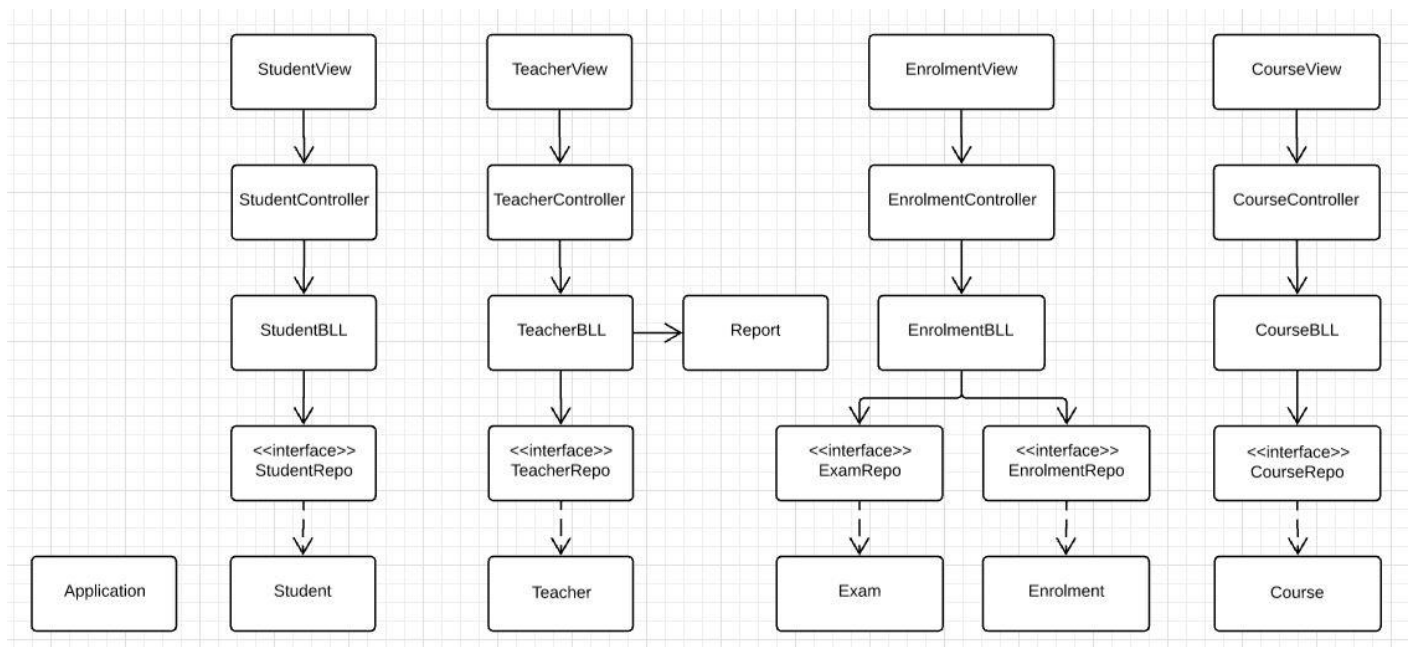 StudentView
TeacherView
EnrolmentView
CourseView
StudentController
TeacherController
EnrolmentController
CourseController
StudentBLL
TeacherBLL
Report
EnrolmentBLL
CourseBLL
<<interface>>
StudentRepo
<<interface>>
TeacherRepo
<<interface>>
ExamRepo
<<interface>>
EnrolmentRepo
<<interface>>
CourseRepo
Application
Student
Teacher
Exam
Enrolment
Course